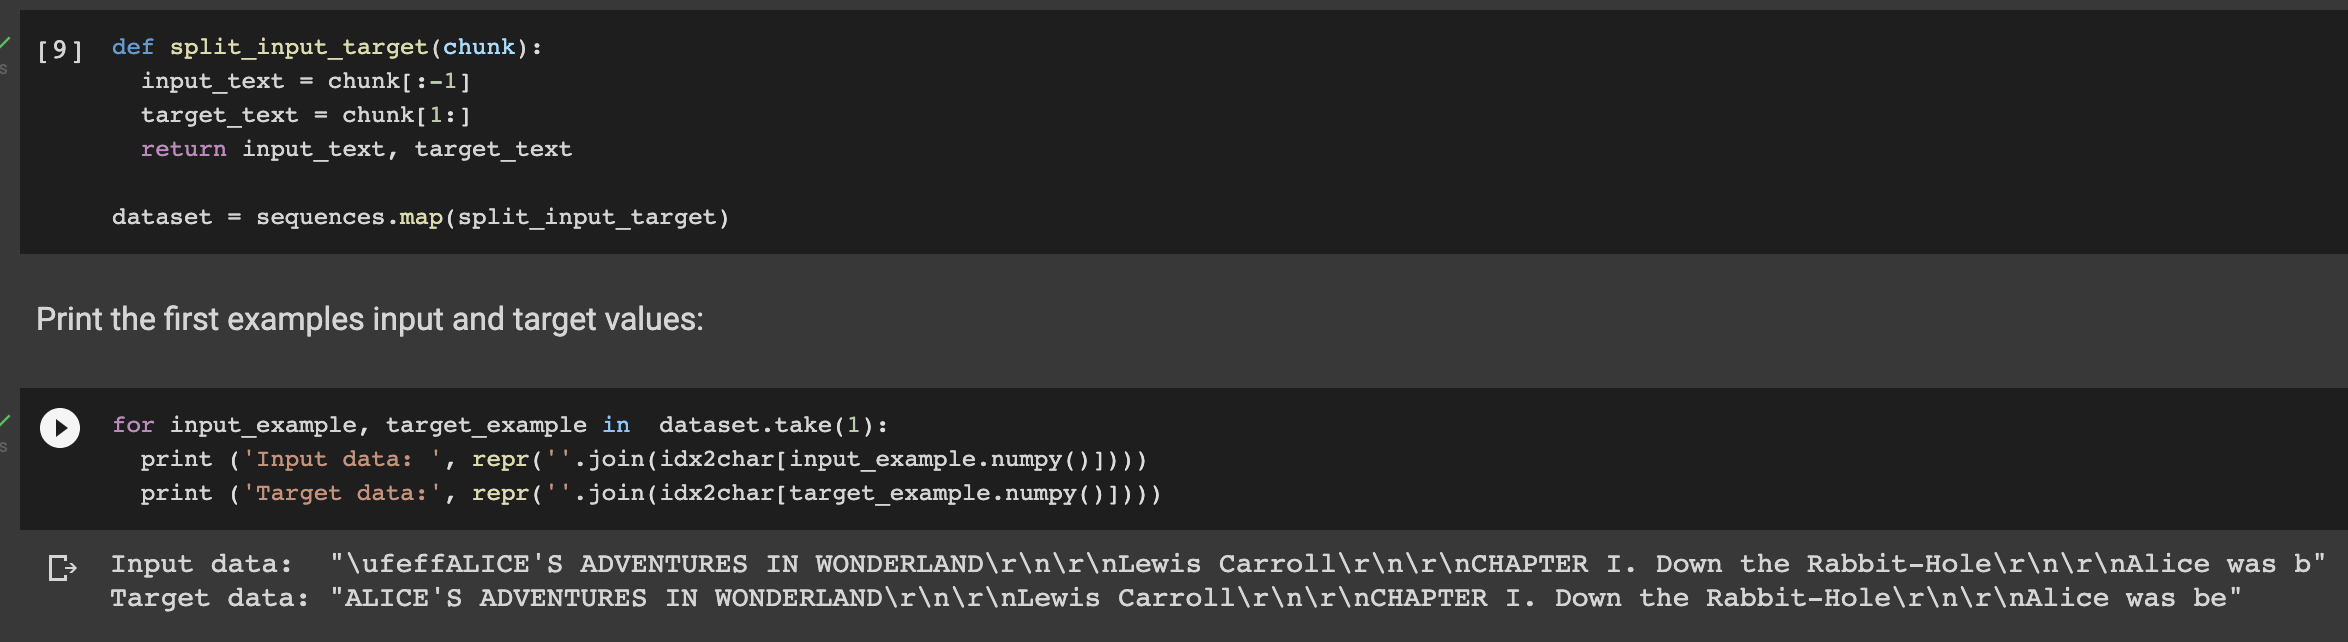 [9] def split_input_target(chunk):
input_text = chunk[:-1]
target_text = chunk[1:]
return input_text, target_text
dataset = sequences.map(split_input_target)
Print the first examples input and target values:
for input_example, target_example in  dataset.take(1):
print ('Input data: ', repr(''.join(idx2char[input_example.numpy()])))
print ('Target data:', repr(''.join(idx2char[target_example.numpy()])))
Input data:  "\ufeffALICE'S ADVENTURES IN WONDERLAND\r\n\r\nLewis Carroll\r\n\r\nCHAPTER I. Down the Rabbit-Hole\r\n\r\nAlice was b"
Target data: "ALICE'S ADVENTURES IN WONDERLAND\r\n\r\nLewis Carroll\r\n\r\nCHAPTER I. Down the Rabbit-Hole\r\n\r\nAlice was be"